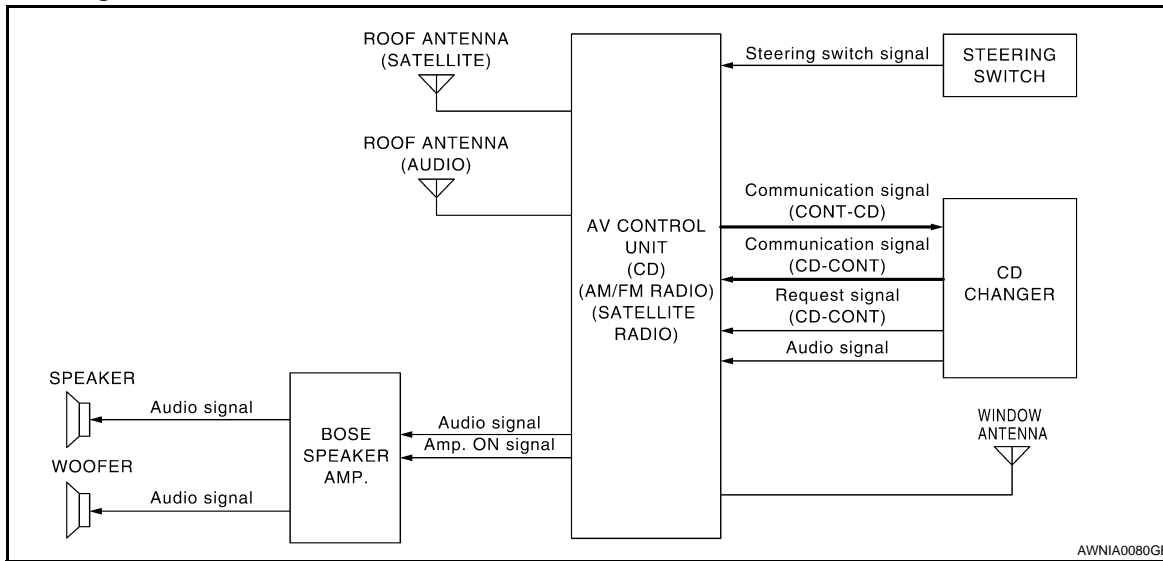 ROOF ANTENNA
(SATELLITE)
ROOF ANTENNA
(AUDIO)
AV CONTROL
UNIT
(CD)
(AM/FM RADIO)
(SATELLITE
RADIO)
Steering switch signal
STEERING
SWITCH
Communication signal
(CONT-CD)
Communication signal
(CD-CONT)
Request signal
(CD-CONT)
Audio signal
CD
CHANGER
SPEAKER
Audio signal
WOOFER
Audio signal
BOSE
SPEAKER
AMP.
Audio signal
Amp. ON signal
WINDOW
ANTENNA